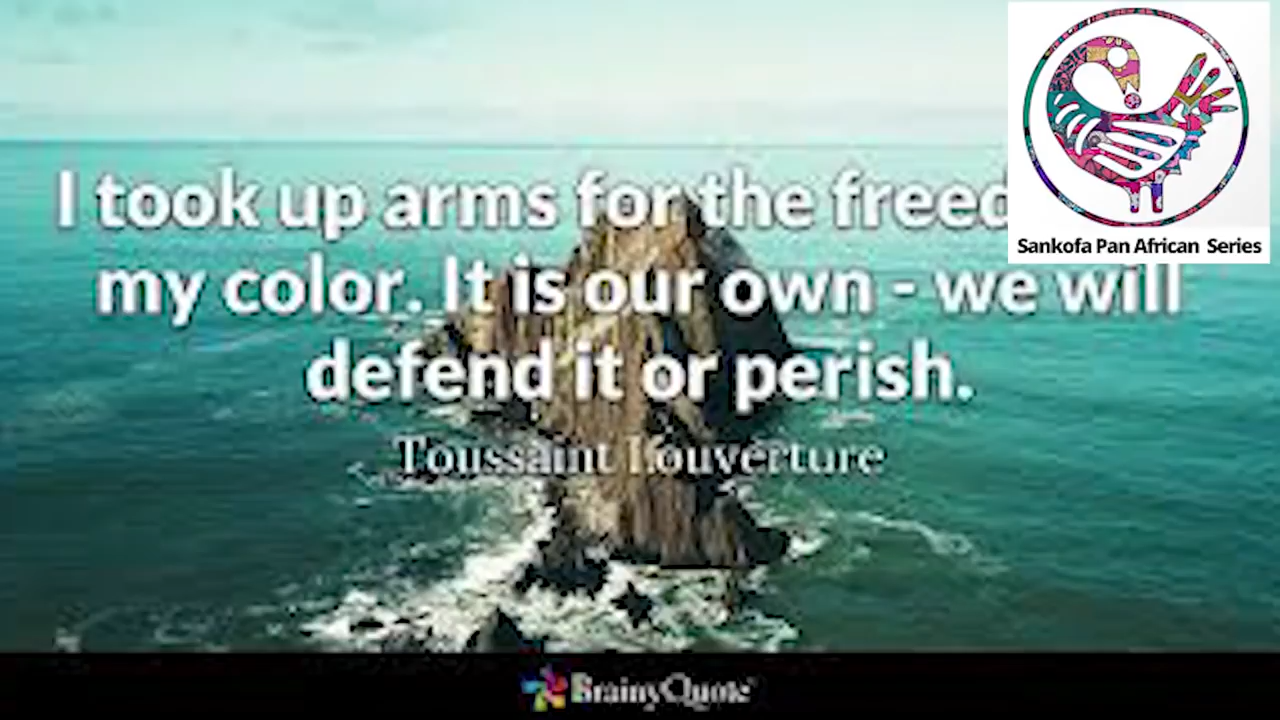 I took up arms for the freed
my color. It is our own - we will
defend it or perish.
Toussaint Louverture
BrainyQuote
Sankofa Pan African Series